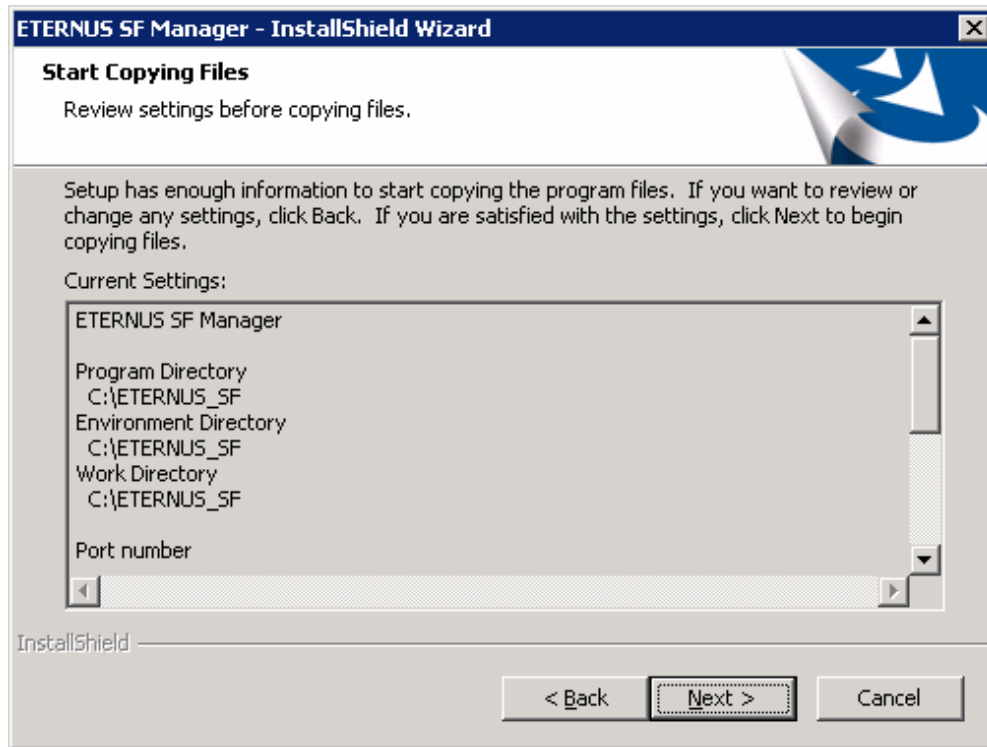 ETERNUS SF Manager - InstallShield Wizard
Start Copying Files
Review settings before copying files.
Setup has enough information to start copying the program files.  If you want to review or
change any settings, click Back.  If you are satisfied with the settings, click Next to begin
copying files.
Current Settings:
ETERNUS SF Manager
Program Directory
C:\ETERNUS_SF
Environment Directory
C:\ETERNUS_SF
Work Directory
C:\ETERNUS_SF
Port number
InstallShield
< Back
Next >
Cancel